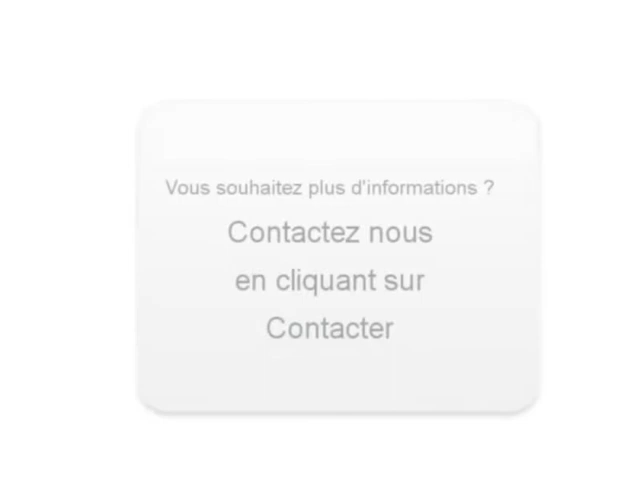 Vous souhaitez plus d'informations ?
Contactez nous
en cliquant sur
Contacter